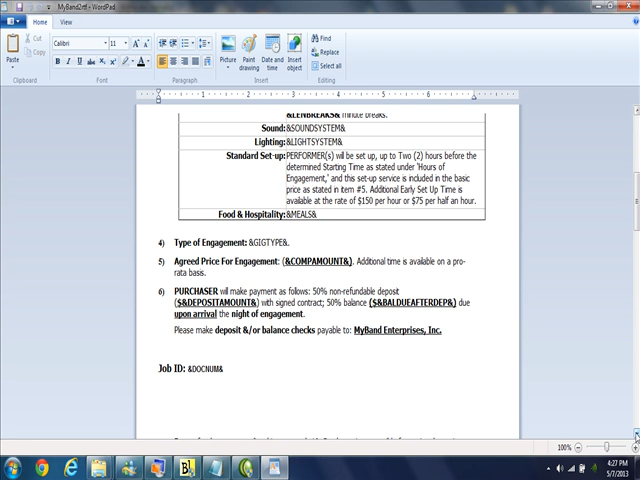 MyBand2rtf - WordPad
Home
View
Paste
Cut
Copy
Clipboard
Calibri
11
Font
Paragraph
Picture
Paint drawing
Date and time
Insert object
Insert
Find
Replace
Select all
Editing
1 2 3 4 5 6
&LENBREAKS& minute breaks.
Sound: &SOUNDSYSTEM&
Lighting: &LIGHTSYSTEM&
Standard Set-up: PERFORMER(s) will be set up, up to Two (2) hours before the
determined Starting Time as stated under 'Hours of
Engagement,' and this set-up service is included in the basic
price as stated in item #5. Additional Early Set Up Time is
available at the rate of $150 per hour or $75 per half an hour.
Food & Hospitality: &MEALS&
4) Type of Engagement: &GIGTYPE&.
5) Agreed Price For Engagement: (&COMPAMOUNT&). Additional time is available on a pro-
rata basis.
6) PURCHASER will make payment as follows: 50% non-refundable deposit
($&DEPOSITAMOUNT&) with signed contract; 50% balance ($&BALDUEAFTERDEP&) due
upon arrival the night of engagement.
Please make deposit &/or balance checks payable to: MyBand Enterprises, Inc.
Job ID: &DOCNUM&
100%
4:27 PM
5/7/2013